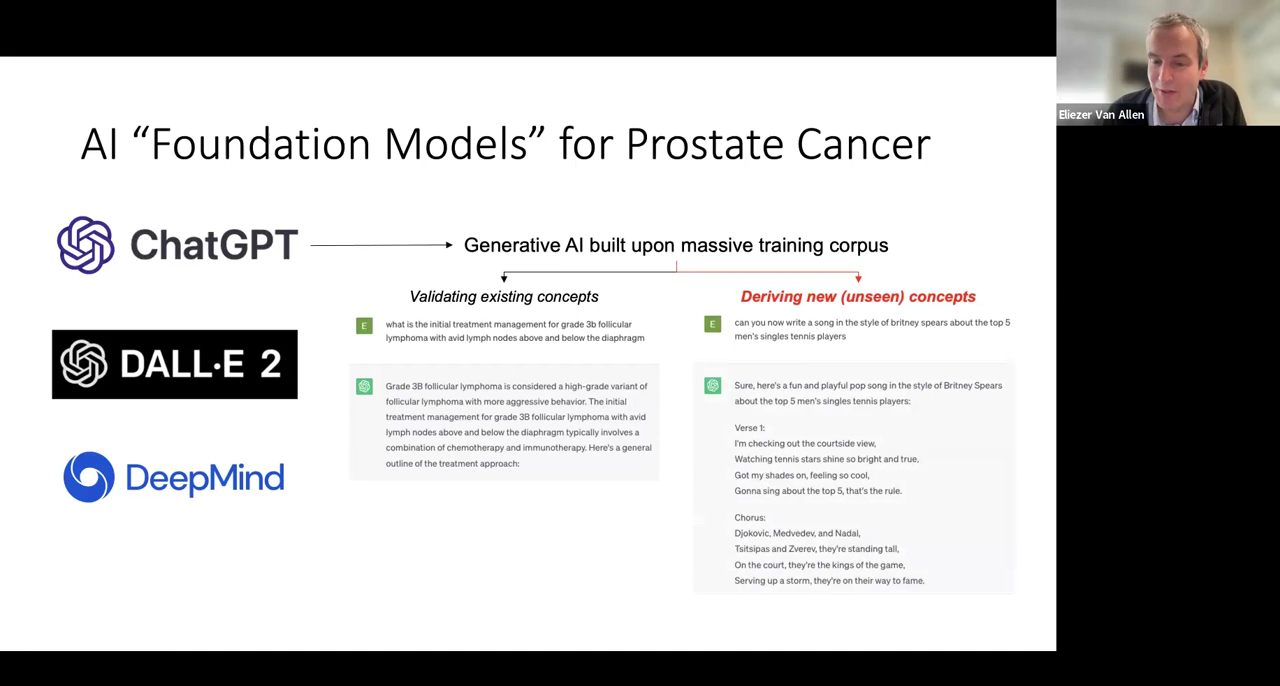 Eliezer Van Allen
AI “Foundation Models” for Prostate Cancer
ChatGPT
Generative AI built upon massive training corpus
DALL·E 2
DeepMind
Validating existing concepts
E
what is the initial treatment management for grade 3b follicular
lymphoma with avid lymph nodes above and below the diaphragm
Grade 3B follicular lymphoma is considered a high-grade variant of
follicular lymphoma with more aggressive behavior. The initial
treatment management for grade 3B follicular lymphoma with avid
lymph nodes above and below the diaphragm typically involves a
combination of chemotherapy and immunotherapy. Here's a general
outline of the treatment approach:
Deriving new (unseen) concepts
E
can you now write a song in the style of britney spears about the top 5
men's singles tennis players
Sure, here's a fun and playful pop song in the style of Britney Spears
about the top 5 men's singles tennis players:
Verse 1:
I'm checking out the courtside view,
Watching tennis stars shine so bright and true,
Got my shades on, feeling so cool,
Gonna sing about the top 5, that's the rule.
Chorus:
Djokovic, Medvedev, and Nadal,
Tsitsipas and Zverev, they're standing tall,
On the court, they're the kings of the game,
Serving up a storm, they're on their way to fame.